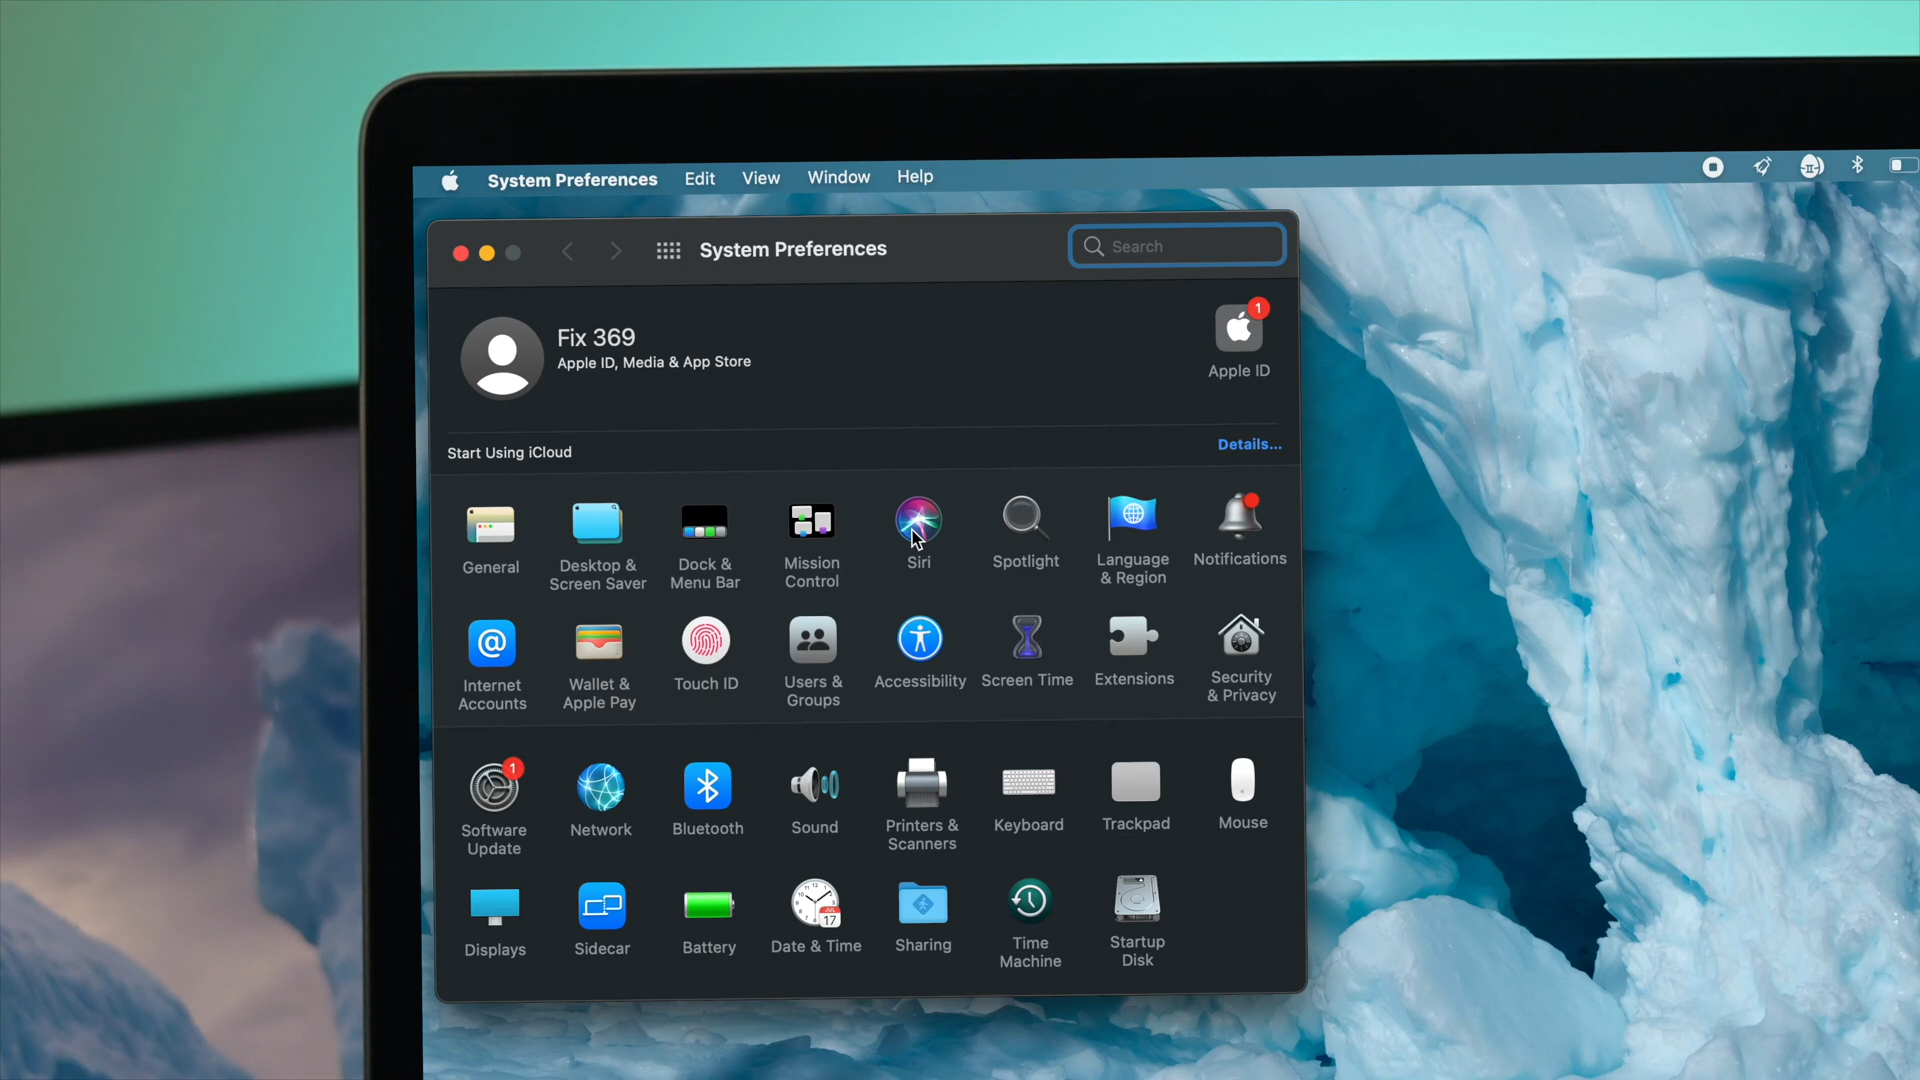 System Preferences Edit View Window Help
System Preferences
Search
Fix 369
Apple ID, Media & App Store
1
Apple ID
Start Using iCloud
Details...
General
Desktop &
Screen Saver
Dock &
Menu Bar
Mission
Control
Siri
Spotlight
Language
& Region
Notifications
@
Internet
Accounts
Wallet &
Apple Pay
Touch ID
Users &
Groups
Accessibility
Screen Time
Extensions
Security
& Privacy
1
Software
Update
Network
Bluetooth
Sound
Printers &
Scanners
Keyboard
Trackpad
Mouse
Displays
Sidecar
Battery
JUL
17
Date & Time
Sharing
Time
Machine
Startup
Disk